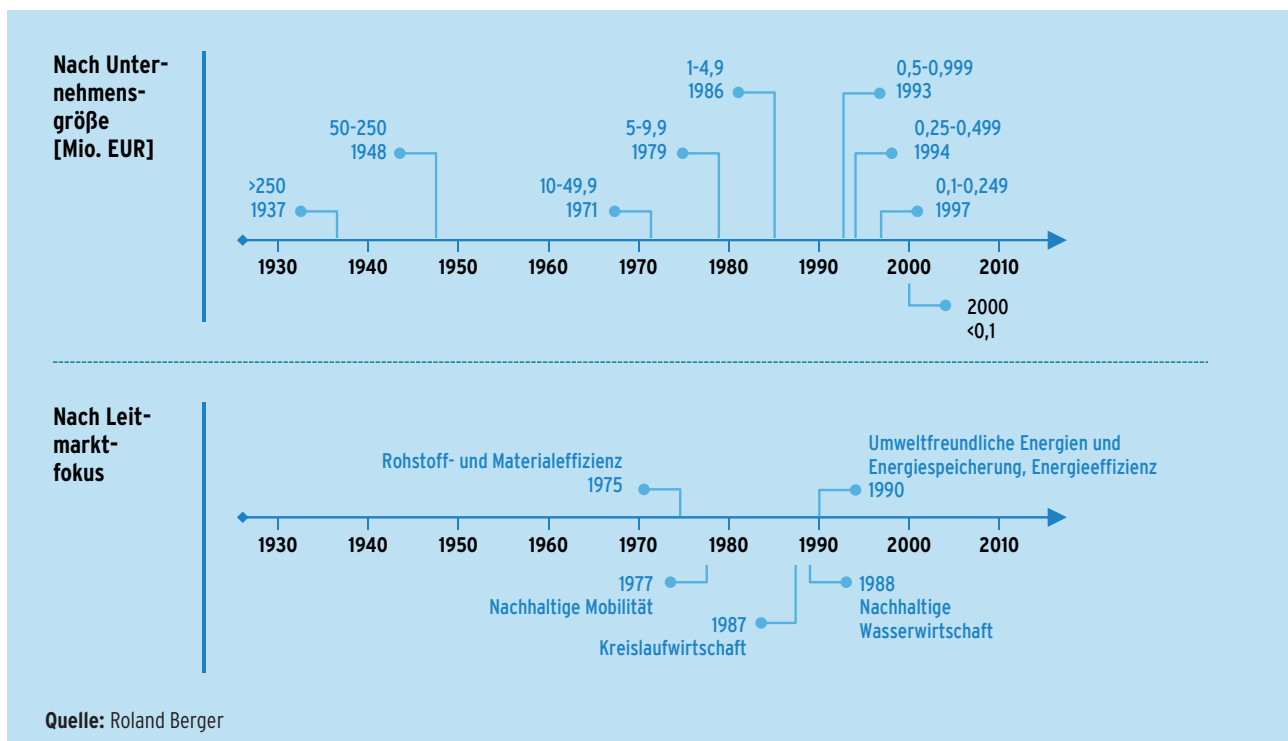 Nach Unter-
nehmens-
größe
[Mio. EUR]
>250
1937
50-250
1948
10-49,9
1971
5-9,9
1979
1-4,9
1986
0,5-0,999
1993
0,25-0,499
1994
0,1-0,249
1997
1930 1940 1950 1960 1970 1980 1990 2000 2010
2000
<0,1
Nach Leit-
markt-
fokus
Rohstoff- und Materialeffizienz
1975
Umweltfreundliche Energien und
Energiespeicherung, Energieeffizienz
1990
1930 1940 1950 1960 1970 1980 1990 2000 2010
1977
Nachhaltige Mobilität
1987
Kreislaufwirtschaft
1988
Nachhaltige
Wasserwirtschaft
Quelle: Roland Berger